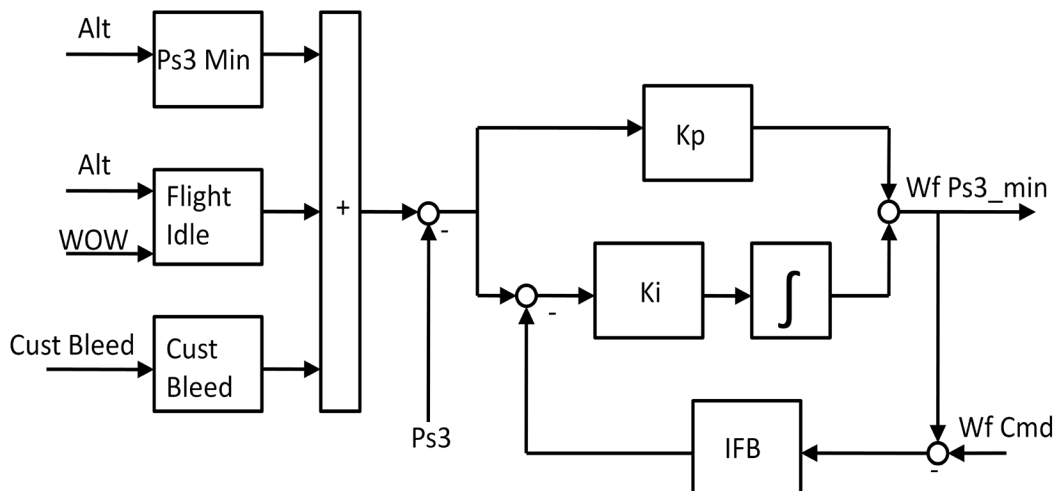 Alt
Ps3 Min
Alt
WOW
Flight
Idle
Cust Bleed
Cust
Bleed
+
-
Ps3
Kp
-
Ki
∫
Wf Ps3_min
IFB
Wf Cmd
-